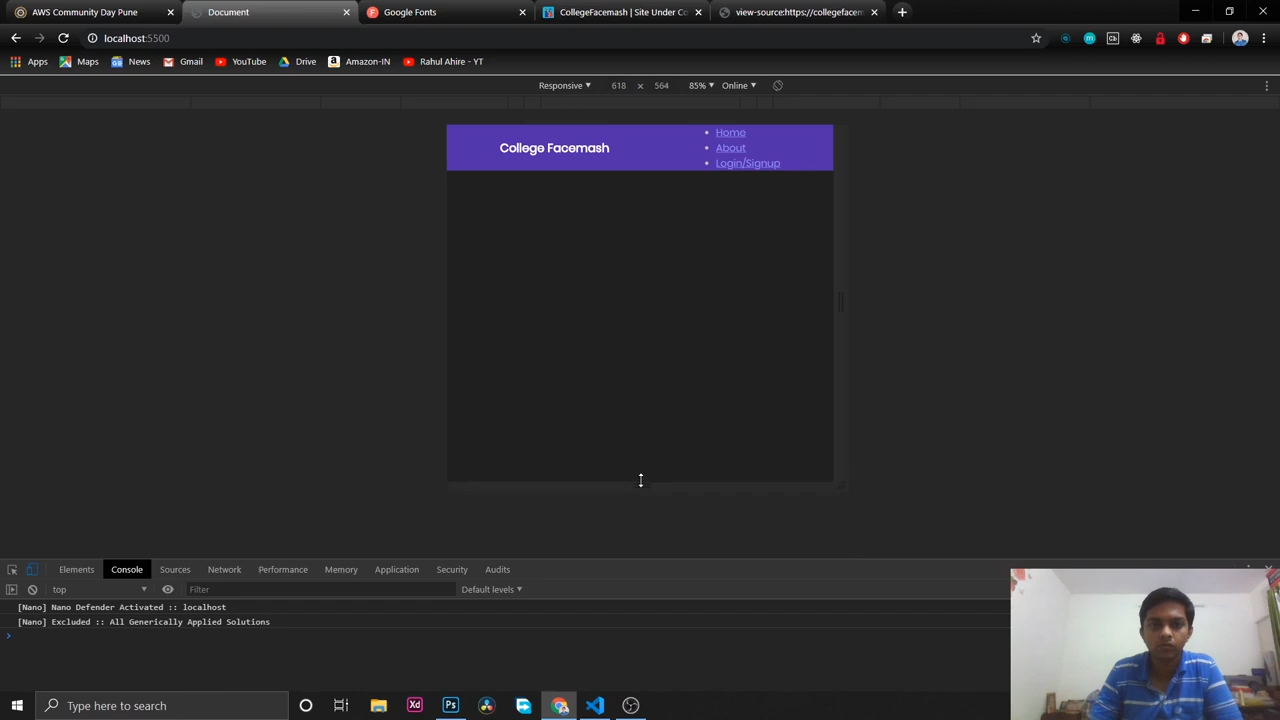 AWS Community Day Pune
Document
Google Fonts
CollegeFacemash | Site Under Co
view-source:https://collegefacem
localhost:5500
Apps
Maps
News
Gmail
YouTube
Drive
Amazon-IN
Rahul Ahire - YT
Responsive
618 × 564
85%
Online
College Facemash
Home
About
Login/Signup
Elements
Console
Sources
Network
Performance
Memory
Application
Security
Audits
top
Filter
Default levels
[Nano] Nano Defender Activated :: localhost
[Nano] Excluded :: All Generically Applied Solutions
Type here to search
Xd
Ps